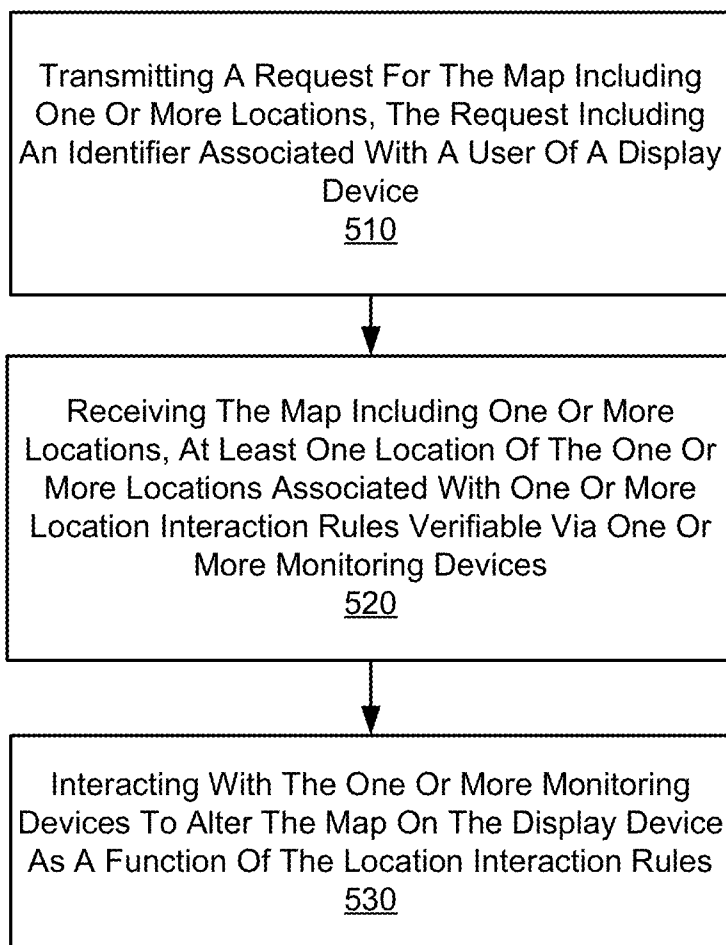 Transmitting A Request For The Map Including
One Or More Locations, The Request Including
An Identifier Associated With A User Of A Display
Device
510
Receiving The Map Including One Or More
Locations, At Least One Location Of The One Or
More Locations Associated With One Or More
Location Interaction Rules Verifiable Via One Or
More Monitoring Devices
520
Interacting With The One Or More Monitoring
Devices To Alter The Map On The Display Device
As A Function Of The Location Interaction Rules
530